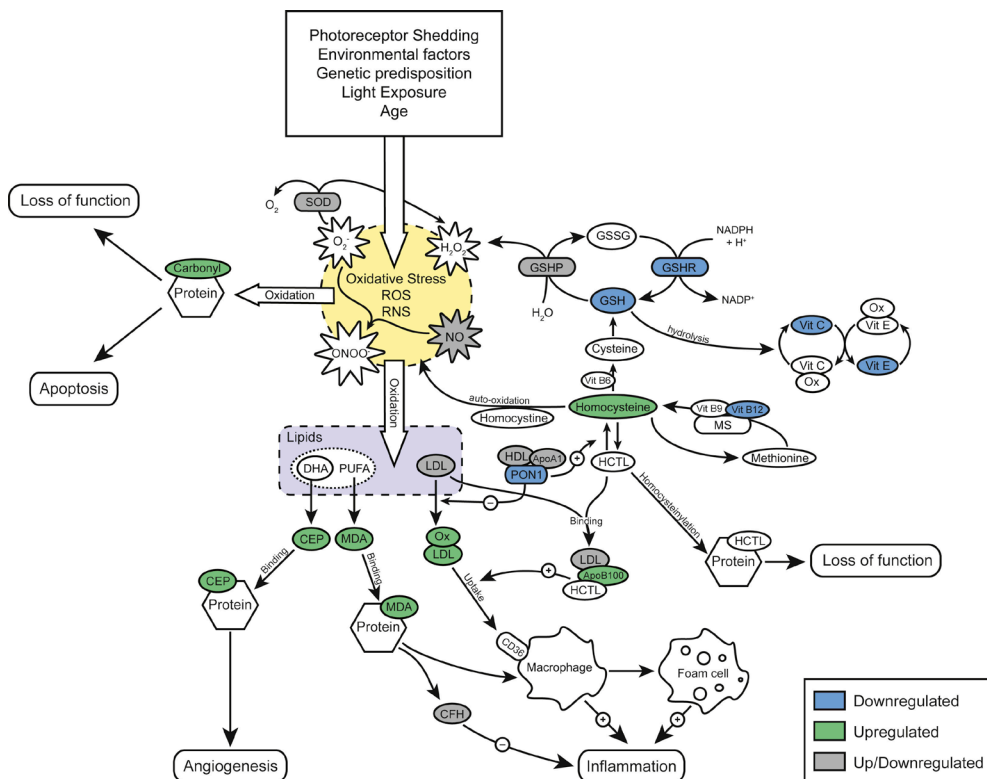 Photoreceptor Shedding
Environmental factors
Genetic predisposition
Light Exposure
Age
O₂
SOD
O₂⁻
H₂O₂
Oxidative Stress
ROS
RNS
ONOO⁻
NO
Loss of function
Carbonyl
Protein
Oxidation
Apoptosis
GSSG
NADPH
+ H⁺
GSHP
GSHR
H₂O
GSH
NADP⁺
hydrolysis
Vit C
Ox
Vit E
Vit C
Ox
Vit E
Cysteine
Vit B6
auto-oxidation
Homocystine
Homocysteine
Vit B9
Vit B12
MS
Methionine
Oxidation
Lipids
DHA
PUFA
LDL
HDL
ApoA1
PON1
+
HCTL
−
Binding
Homocysteinylation
CEP
MDA
Ox
LDL
LDL
ApoB100
HCTL
+
HCTL
Protein
Loss of function
Binding
CEP
Protein
Binding
MDA
Protein
Uptake
CD36
Macrophage
Foam cell
CFH
−
+
+
Angiogenesis
Inflammation
Downregulated
Upregulated
Up/Downregulated